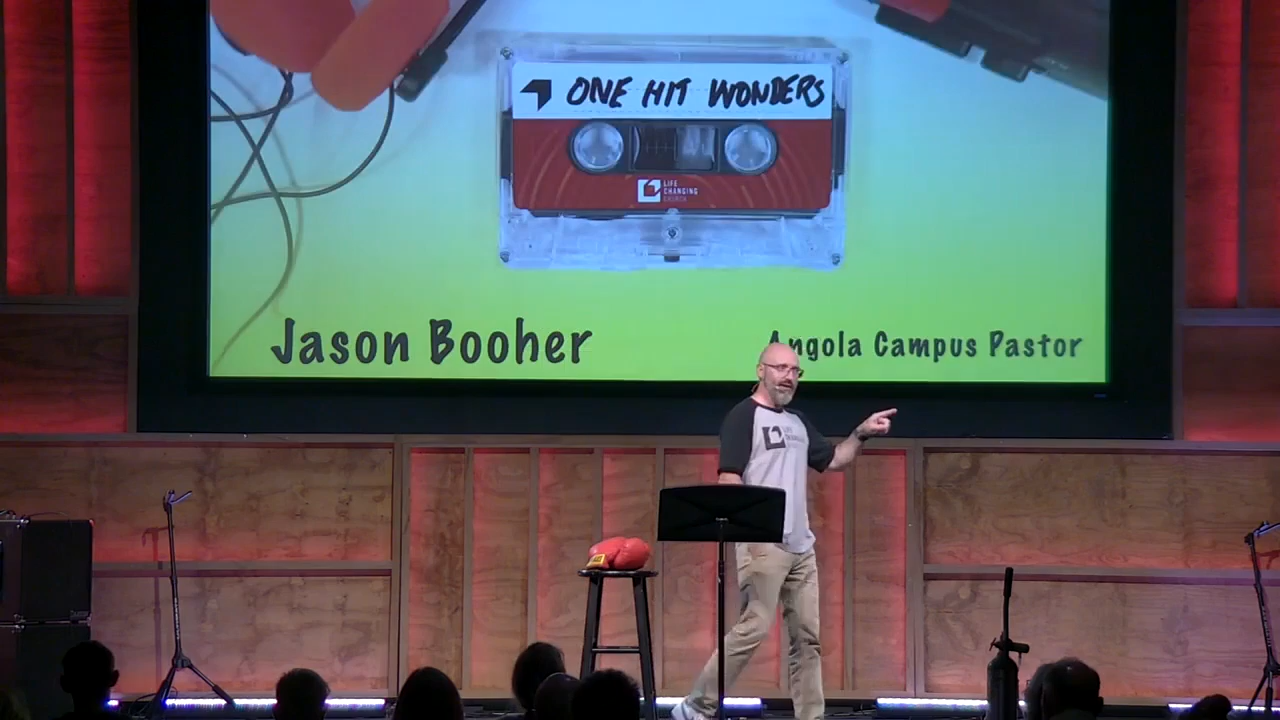 ONE HIT WONDERS
LIFE
CHANGING
CHURCH
Jason Booher
Angola Campus Pastor